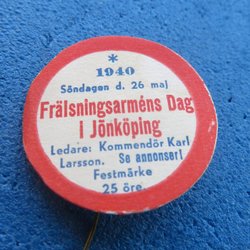 *
1940
Söndagen d. 26 maj
Frälsningsarméns Dag
i Jönköping
Ledare: Kommendör Karl
Larsson. Se annonser!
Festmärke
25 öre.